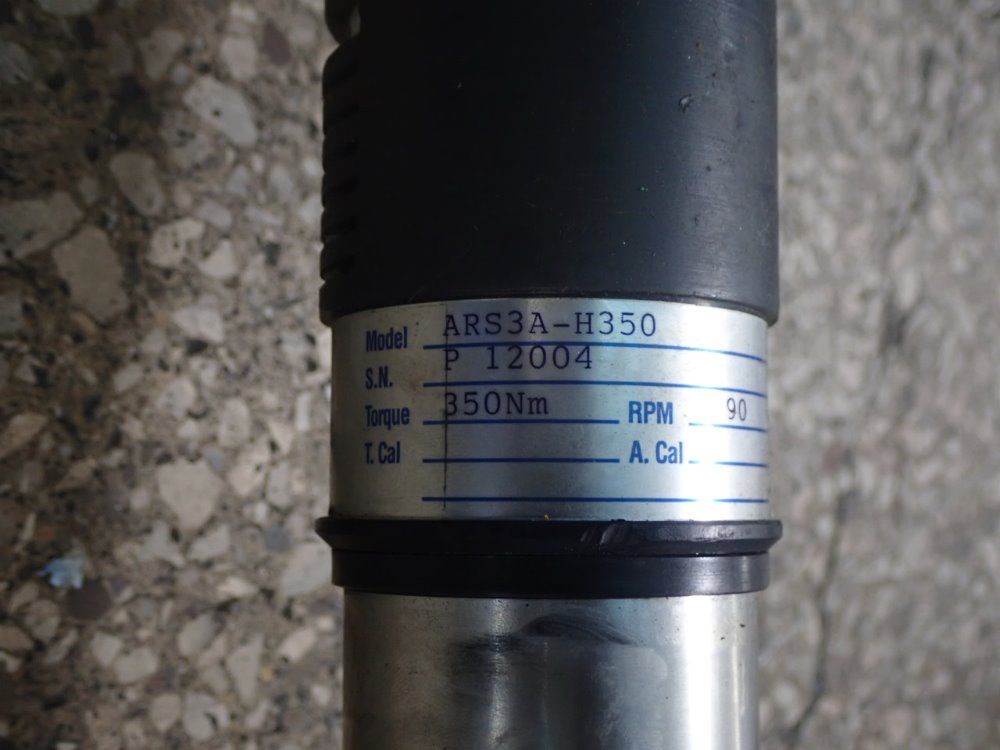 Model ARS3A-H350
S.N. P 12004
Torque 350Nm RPM 90
T. Cal A. Cal